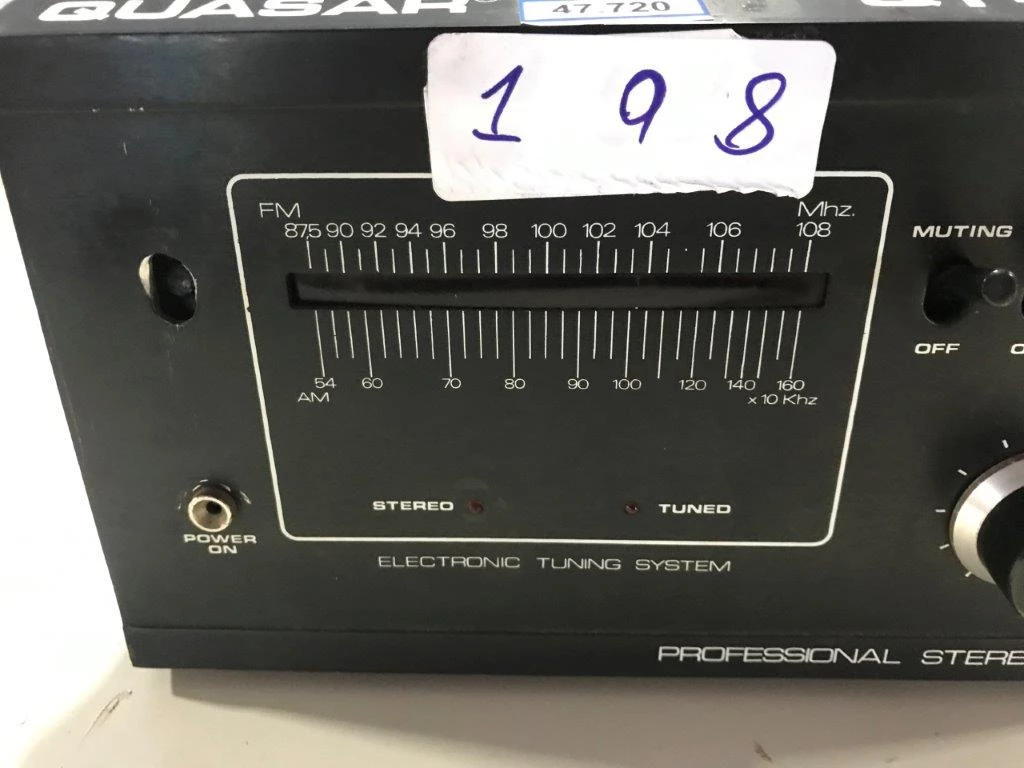 QUASAR
47.720
1 9 8
FM Mhz.
87,5 90 92 94 96 98 100 102 104 106 108
54 60 70 80 90 100 120 140 160
AM x 10 Khz
MUTING
OFF
STEREO TUNED
POWER
ON
ELECTRONIC TUNING SYSTEM
PROFESSIONAL STERE